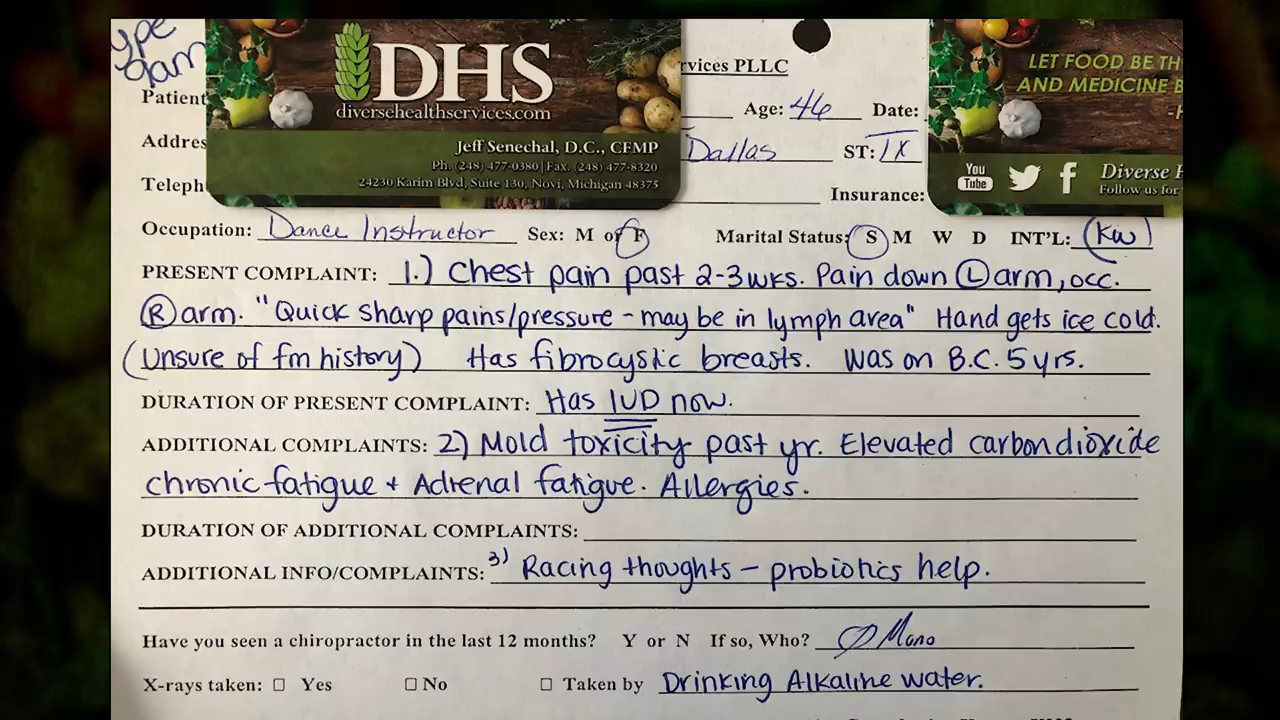 ype
DHS
diversehealthservices.com
Jeff Senechal, D.C., CFMP
Ph. (248) 477-0380 | Fax. (248) 477-8320
24230 Karim Blvd, Suite 130, Novi, Michigan 48375
LET FOOD BE TH
AND MEDICINE B
-H
You
Tube
Diverse H
Follow us for
rvices PLLC
Patient Age: 46 Date:
Addres Dallas ST: TX
Teleph Insurance:
Occupation: Dance Instructor Sex: M or F Marital Status: S M W D INT'L: KW
PRESENT COMPLAINT: 1.) Chest pain past 2-3 wks. Pain down L arm, occ.
R arm. "Quick sharp pains/pressure - may be in lymph area" Hand gets ice cold.
(Unsure of fm history) Has fibrocystic breasts. Was on B.C. 5 yrs.
DURATION OF PRESENT COMPLAINT: Has IUD now.
ADDITIONAL COMPLAINTS: 2) Mold toxicity past yr. Elevated carbon dioxide
chronic fatigue + Adrenal fatigue. Allergies.
DURATION OF ADDITIONAL COMPLAINTS:
ADDITIONAL INFO/COMPLAINTS: 3) Racing thoughts - probiotics help.
Have you seen a chiropractor in the last 12 months? Y or N If so, Who?
X-rays taken: □ Yes □ No □ Taken by Drinking Alkaline water.